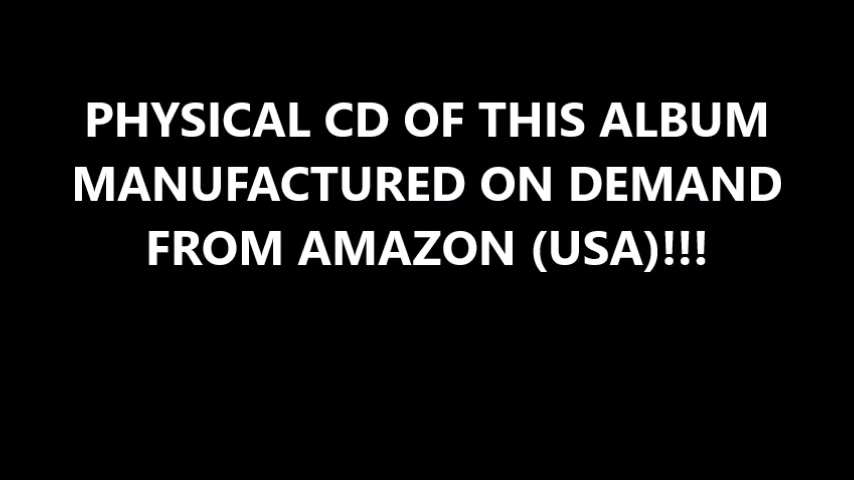 PHYSICAL CD OF THIS ALBUM
MANUFACTURED ON DEMAND
FROM AMAZON (USA)!!!